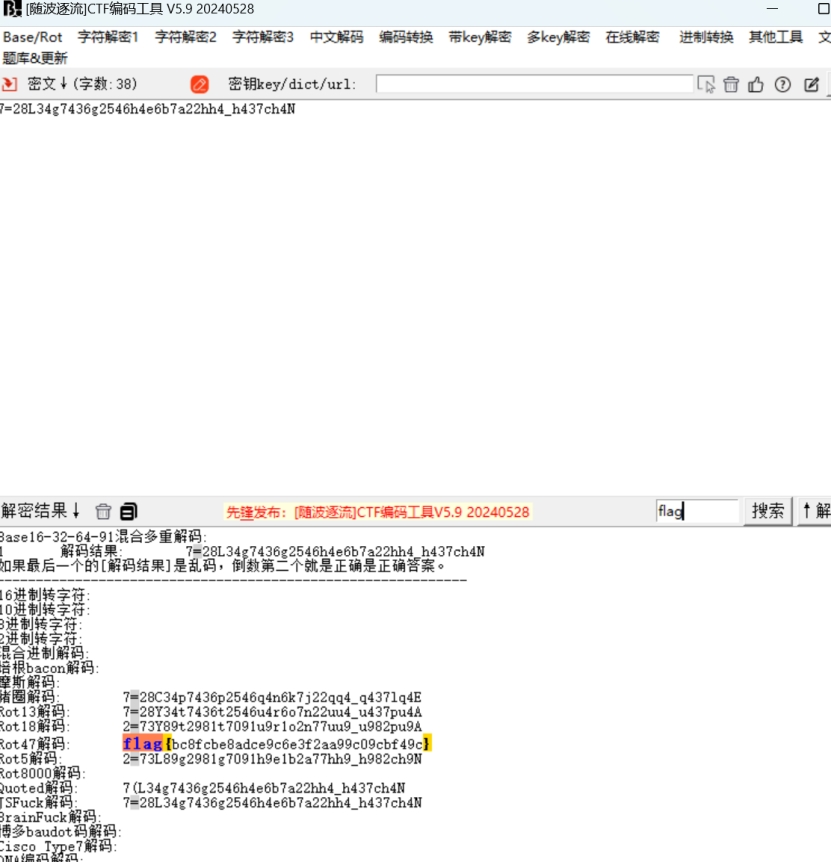 [随波逐流]CTF编码工具 V5.9 20240528
Base/Rot 字符解密1 字符解密2 字符解密3 中文解码 编码转换 带key解密 多key解密 在线解密 进制转换 其他工具 文
题库&更新
密文↓(字数:38) 密钥key/dict/url:
7=28L34g7436g2546h4e6b7a22hh4_h437ch4N
解密结果↓ 先锋发布：[随波逐流]CTF编码工具V5.9 20240528 flag 搜索 ↑解
Base16-32-64-91混合多重解码:
1 解码结果: 7=28L34g7436g2546h4e6b7a22hh4_h437ch4N
如果最后一个的[解码结果]是乱码，倒数第二个就是正确是正确答案。
------------------------------------------------------------
16进制转字符:
10进制转字符:
8进制转字符:
2进制转字符:
混合进制解码:
培根bacon解码:
摩斯解码:
猪圈解码: 7=28C34p7436p2546q4n6k7j22qq4_q437lq4E
Rot13解码: 7=28Y34t7436t2546u4r6o7n22uu4_u437pu4A
Rot18解码: 2=73Y89t2981t7091u9r1o2n77uu9_u982pu9A
Rot47解码: flag{bc8fcbe8adce9c6e3f2aa99c09cbf49c}
Rot5解码: 2=73L89g2981g7091h9e1b2a77hh9_h982ch9N
Rot8000解码:
Quoted解码: 7(L34g7436g2546h4e6b7a22hh4_h437ch4N
JSFuck解码: 7=28L34g7436g2546h4e6b7a22hh4_h437ch4N
BrainFuck解码:
博多baudot码解码:
Cisco Type7解码:
DNA编码解码: